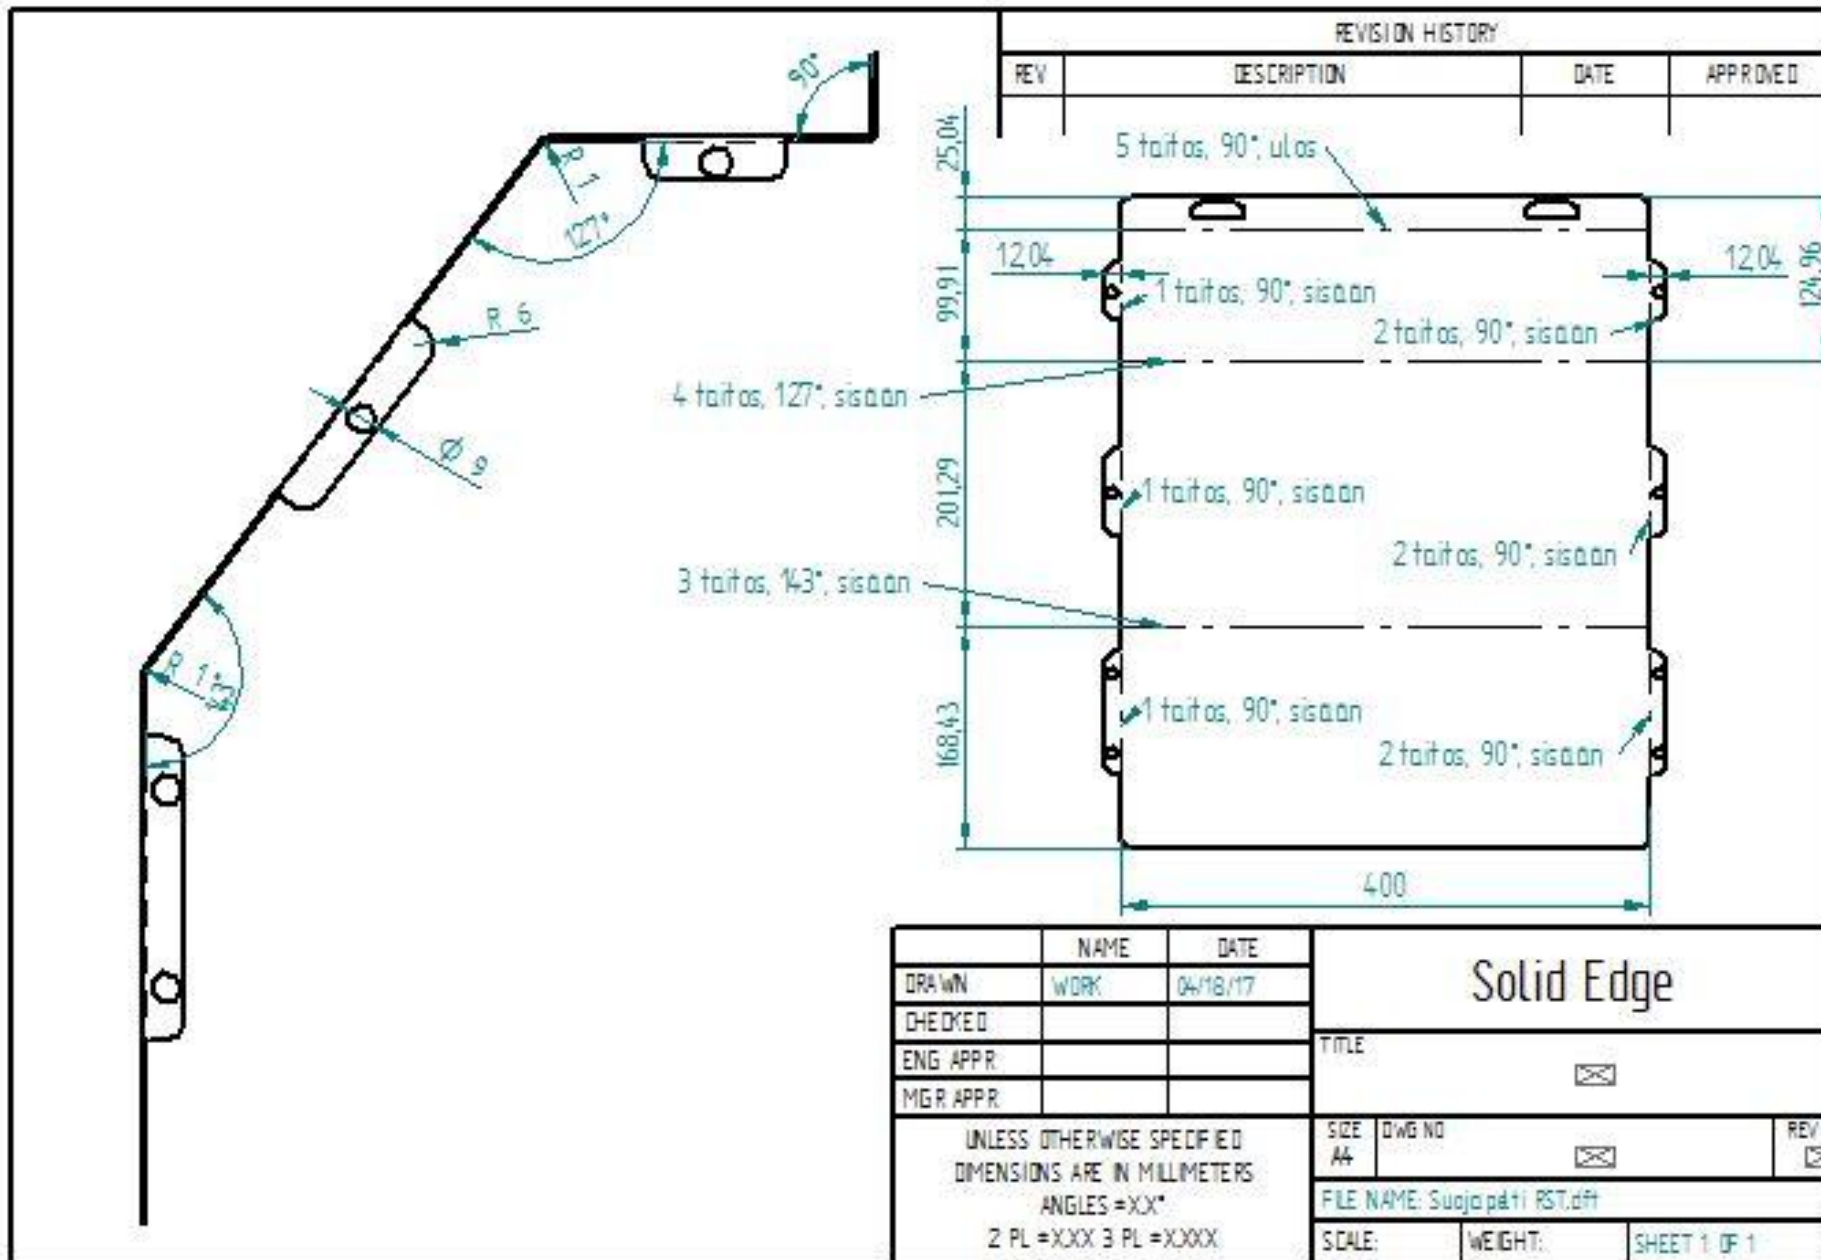 90°
R 1
127°
R 6
Ø 9
R 1
REVISION HISTORY
REV DESCRIPTION DATE APPROVED
25,04
5 taitos, 90°, ulos
12,04
12,04
124,96
99,91
1 taitos, 90°, sisään
2 taitos, 90°, sisään
4 taitos, 127°, sisään
201,29
1 taitos, 90°, sisään
2 taitos, 90°, sisään
3 taitos, 143°, sisään
168,43
1 taitos, 90°, sisään
2 taitos, 90°, sisään
400
NAME DATE
DRAWN WORK 04/18/17
CHECKED
ENG APPR
MGR APPR
Solid Edge
TITLE
UNLESS OTHERWISE SPECIFIED
DIMENSIONS ARE IN MILLIMETERS
ANGLES ±X.X°
2 PL ±X.XX 3 PL ±X.XXX
SIZE DWG NO REV
A4
FILE NAME: Suojapelti RST.dft
SCALE: WEIGHT: SHEET 1 OF 1